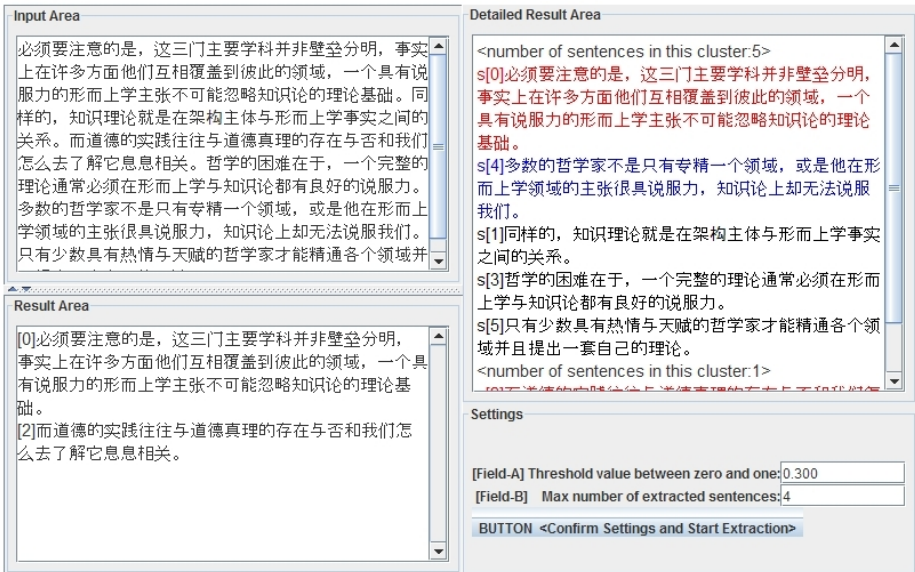 Input Area
必须要注意的是，这三门主要学科并非壁垒分明，事实
上在许多方面他们互相覆盖到彼此的领域，一个具有说
服力的形而上学主张不可能忽略知识论的理论基础。同
样的，知识理论就是在架构主体与形而上学事实之间的
关系。而道德的实践往往与道德真理的存在与否和我们
怎么去了解它息息相关。哲学的困难在于，一个完整的
理论通常必须在形而上学与知识论都有良好的说服力。
多数的哲学家不是只有专精一个领域，或是他在形而上
学领域的主张很具说服力，知识论上却无法说服我们。
只有少数具有热情与天赋的哲学家才能精通各个领域并
Result Area
[0]必须要注意的是，这三门主要学科并非壁垒分明，
事实上在许多方面他们互相覆盖到彼此的领域，一个具
有说服力的形而上学主张不可能忽略知识论的理论基
础。
[2]而道德的实践往往与道德真理的存在与否和我们怎
么去了解它息息相关。
Detailed Result Area
<number of sentences in this cluster:5>
s[0]必须要注意的是，这三门主要学科并非壁垒分明，
事实上在许多方面他们互相覆盖到彼此的领域，一个
具有说服力的形而上学主张不可能忽略知识论的理论
基础。
s[4]多数的哲学家不是只有专精一个领域，或是他在形
而上学领域的主张很具说服力，知识论上却无法说服
我们。
s[1]同样的，知识理论就是在架构主体与形而上学事实
之间的关系。
s[3]哲学的困难在于，一个完整的理论通常必须在形而
上学与知识论都有良好的说服力。
s[5]只有少数具有热情与天赋的哲学家才能精通各个领
域并且提出一套自己的理论。
<number of sentences in this cluster:1>
Settings
[Field-A] Threshold value between zero and one:0.300
[Field-B] Max number of extracted sentences:4
BUTTON <Confirm Settings and Start Extraction>